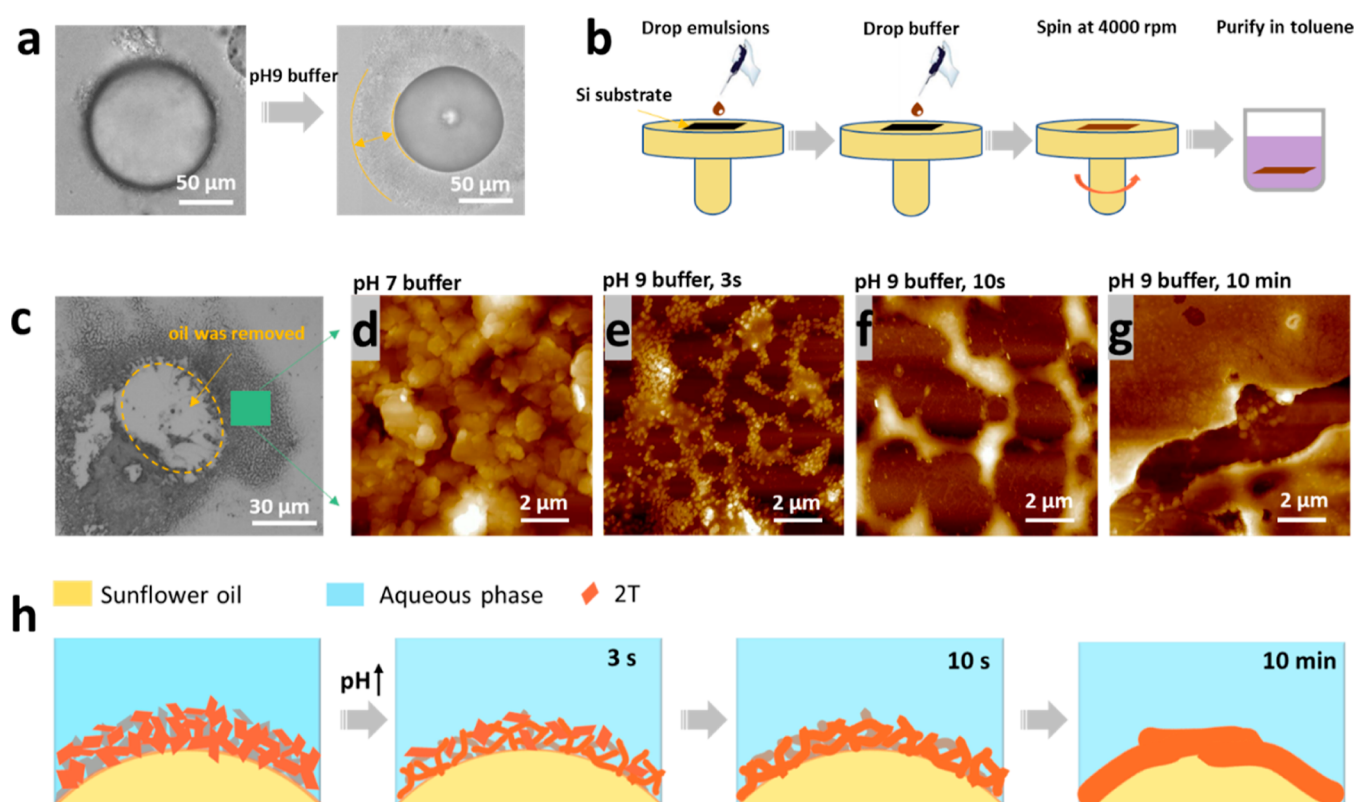 a
pH9 buffer
50 μm
50 μm
b
Drop emulsions
Drop buffer
Spin at 4000 rpm
Purify in toluene
Si substrate
c
oil was removed
30 μm
pH 7 buffer
d
2 μm
pH 9 buffer, 3s
e
2 μm
pH 9 buffer, 10s
f
2 μm
pH 9 buffer, 10 min
g
2 μm
h
Sunflower oil
Aqueous phase
2T
pH
3 s
10 s
10 min